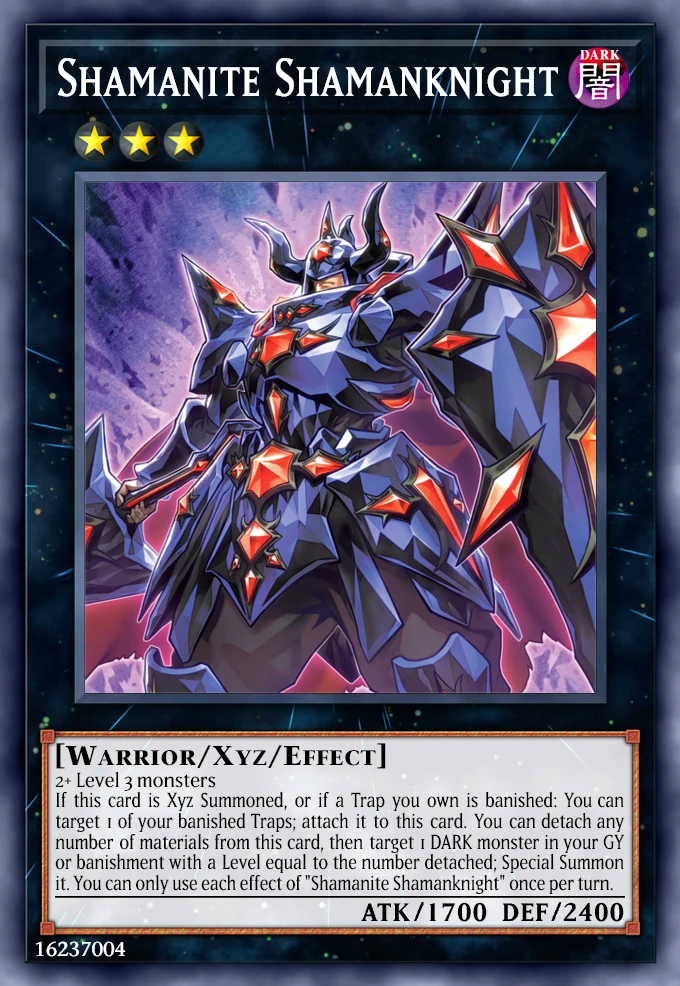 SHAMANITE SHAMANKNIGHT
DARK
闇
[WARRIOR/XYZ/EFFECT]
2+ Level 3 monsters
If this card is Xyz Summoned, or if a Trap you own is banished: You can
target 1 of your banished Traps; attach it to this card. You can detach any
number of materials from this card, then target 1 DARK monster in your GY
or banishment with a Level equal to the number detached; Special Summon
it. You can only use each effect of "Shamanite Shamanknight" once per turn.
ATK/1700 DEF/2400
16237004